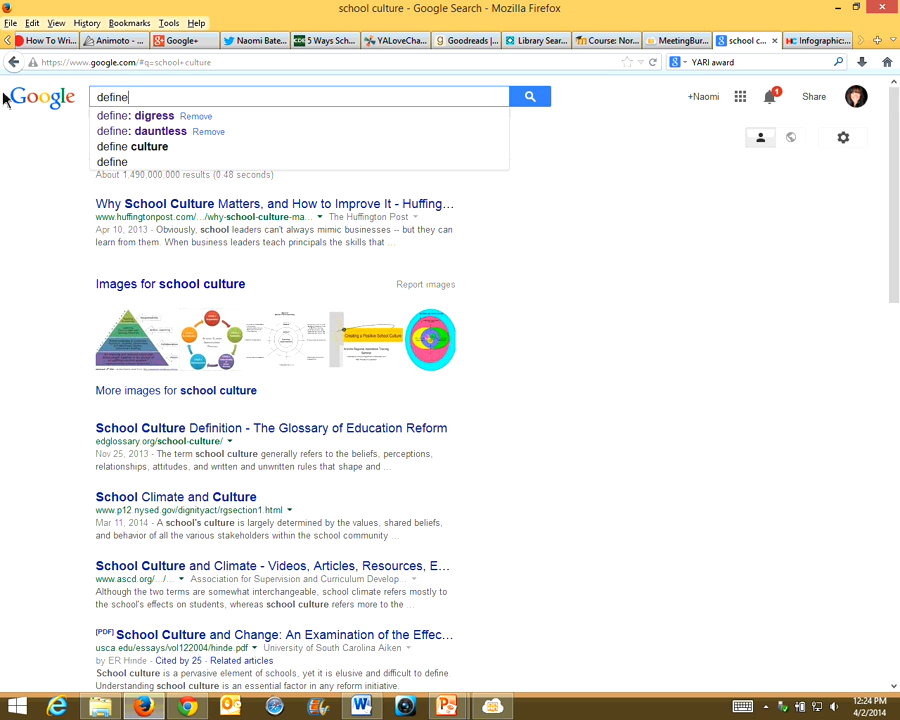 school culture - Google Search - Mozilla Firefox
File Edit View History Bookmarks Tools Help
How To Wri... Animoto - ... Google+ Naomi Bate... 5 Ways Sch... YALoveCha... Goodreads |... Library Sear... Course: Nor... MeetingBur... school c... Infographic:...
https://www.google.com/#q=school+culture
YARI award
Google
define
+Naomi
1
Share
define: digress Remove
define: dauntless Remove
define culture
define
About 1,490,000,000 results (0.48 seconds)
Why School Culture Matters, and How to Improve It - Huffing...
www.huffingtonpost.com/.../why-school-culture-ma... The Huffington Post
Apr 10, 2013 - Obviously, school leaders can't always mimic businesses -- but they can
learn from them. When business leaders teach principals the skills that ...
Images for school culture
Report images
Creating a Positive School Culture
More images for school culture
School Culture Definition - The Glossary of Education Reform
edglossary.org/school-culture/
Nov 25, 2013 - The term school culture generally refers to the beliefs, perceptions,
relationships, attitudes, and written and unwritten rules that shape and ...
School Climate and Culture
www.p12.nysed.gov/dignityact/rgsection1.html
Mar 11, 2014 - A school's culture is largely determined by the values, shared beliefs,
and behavior of all the various stakeholders within the school community ...
School Culture and Climate - Videos, Articles, Resources, E...
www.ascd.org/.../... Association for Supervision and Curriculum Develop...
Although the two terms are somewhat interchangeable, school climate refers mostly to
the school's effects on students, whereas school culture refers more to the ...
[PDF] School Culture and Change: An Examination of the Effec...
usca.edu/essays/vol122004/hinde.pdf University of South Carolina Aiken
by ER Hinde - Cited by 25 - Related articles
School culture is a pervasive element of schools, yet it is elusive and difficult to define.
Understanding school culture is an essential factor in any reform initiative.
12:24 PM
4/2/2014